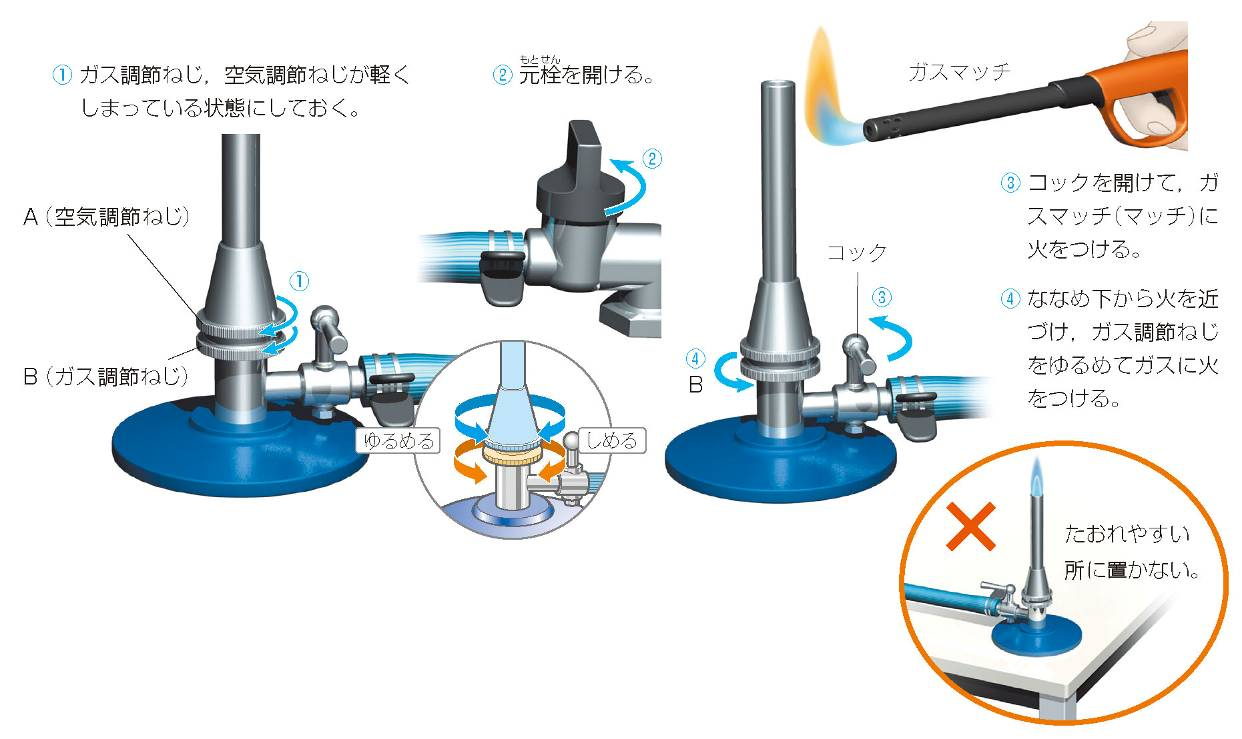 ① ガス調節ねじ，空気調節ねじが軽く
しまっている状態にしておく。
A（空気調節ねじ）
①
B（ガス調節ねじ）
ゆるめる
しめる
もとせん
② 元栓を開ける。
②
ガスマッチ
③ コックを開けて，ガ
スマッチ（マッチ）に
火をつける。
コック
③
④ ななめ下から火を近
づけ，ガス調節ねじ
をゆるめてガスに火
をつける。
④
B
たおれやすい
所に置かない。